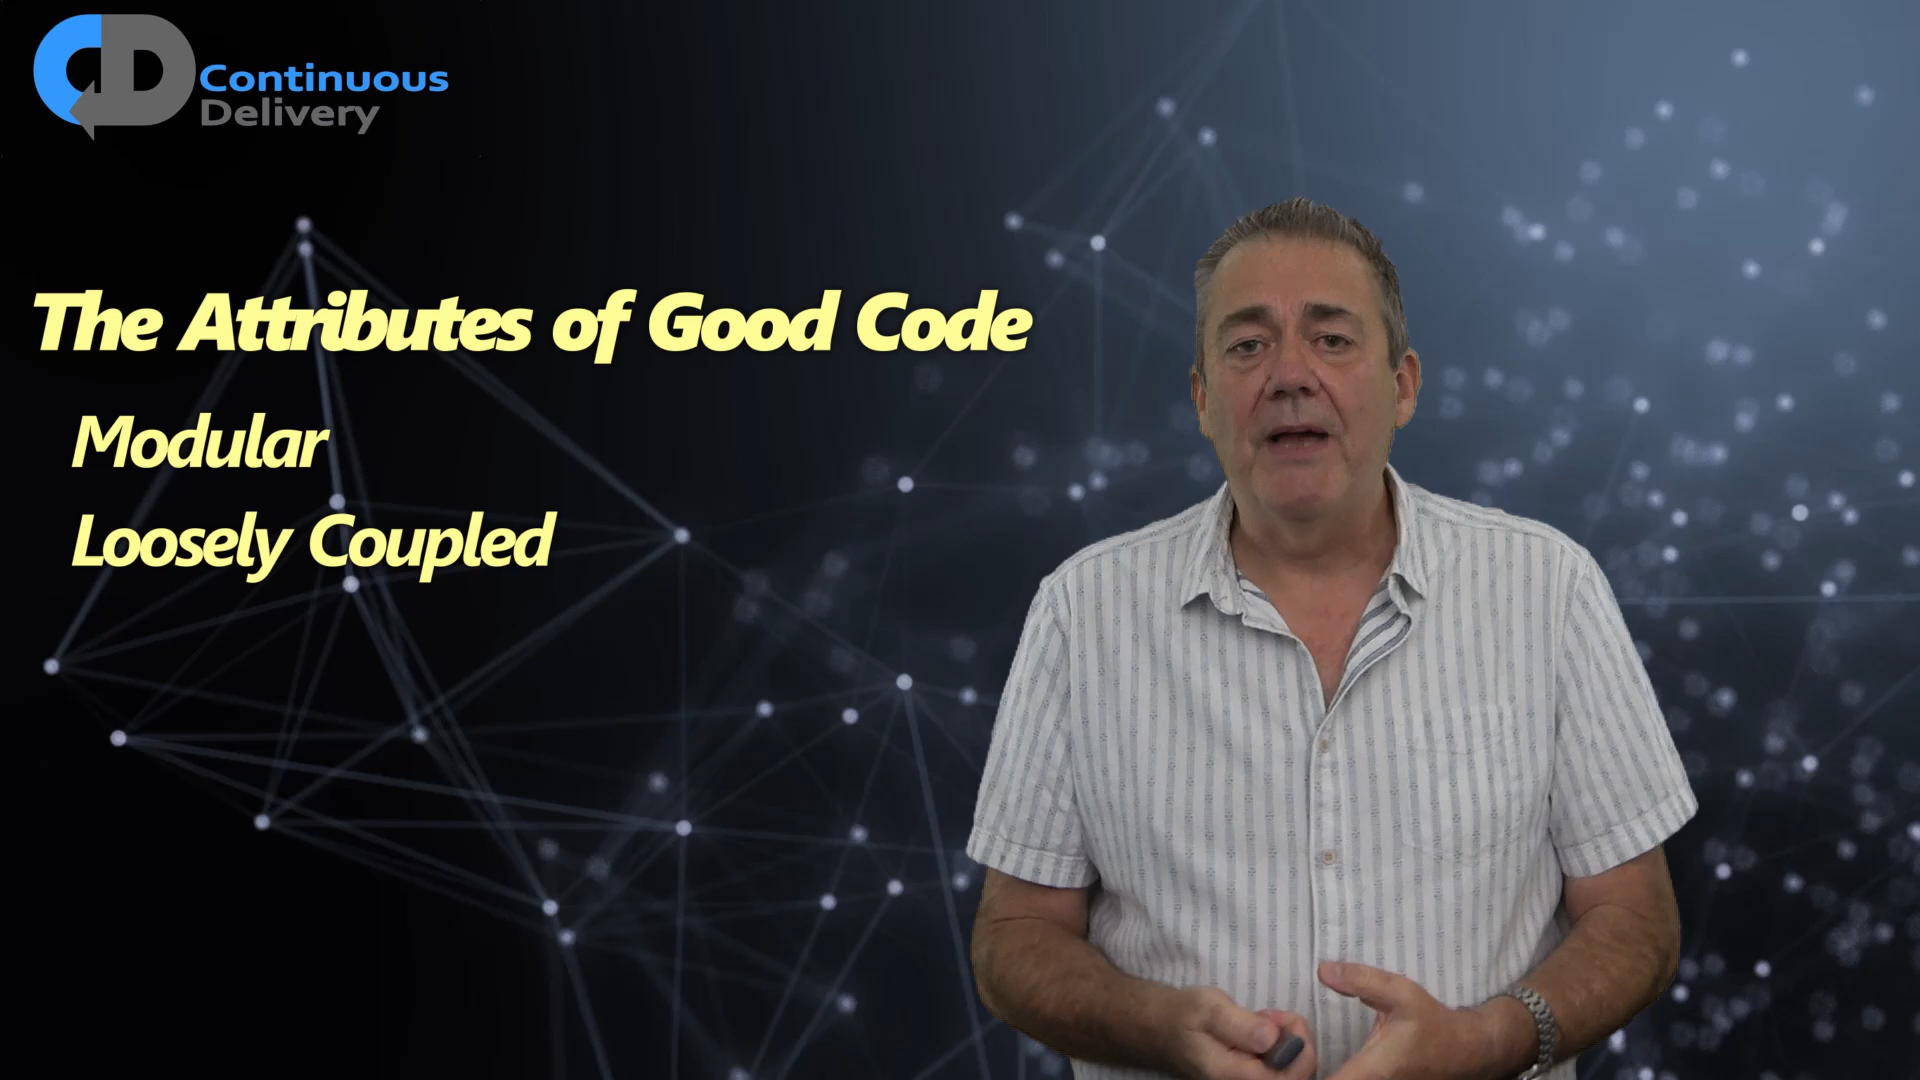 Continuous
Delivery
The Attributes of Good Code
Modular
Loosely Coupled